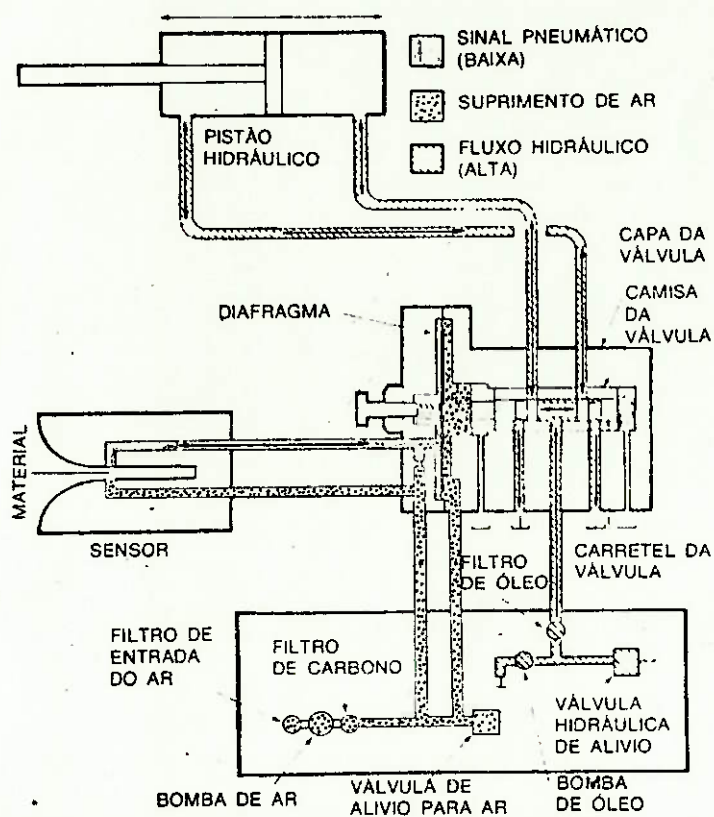 SINAL PNEUMÁTICO
(BAIXA)
SUPRIMENTO DE AR
FLUXO HIDRÁULICO
(ALTA)
PISTÃO
HIDRÁULICO
CAPA DA
VÁLVULA
CAMISA
DA
VÁLVULA
DIAFRAGMA
MATERIAL
SENSOR
CARRETEL DA
VÁLVULA
FILTRO
DE ÓLEO
FILTRO DE
ENTRADA
DO AR
FILTRO
DE CARBONO
VÁLVULA
HIDRÁULICA
DE ALIVIO
BOMBA DE AR
VÁLVULA DE
ALIVIO PARA AR
BOMBA
DE ÓLEO